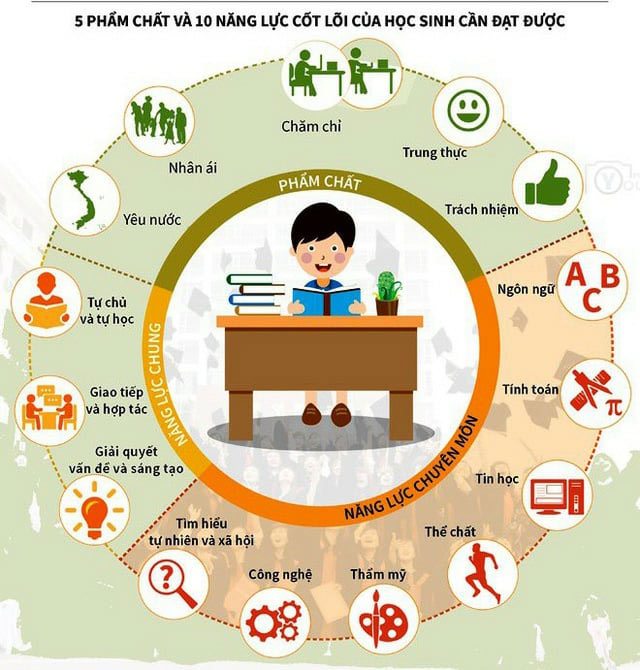 5 PHẨM CHẤT VÀ 10 NĂNG LỰC CỐT LÕI CỦA HỌC SINH CẦN ĐẠT ĐƯỢC
Chăm chỉ
Trung thực
Nhân ái
Trách nhiệm
Yêu nước
PHẨM CHẤT
Ngôn ngữ
A B
C
Tự chủ
và tự học
NĂNG LỰC CHUNG
Giao tiếp
và hợp tác
Tính toán
π
Giải quyết
vấn đề và sáng tạo
Tin học
NĂNG LỰC CHUYÊN MÔN
Tìm hiểu
tự nhiên và xã hội
Thể chất
Công nghệ
Thẩm mỹ
?